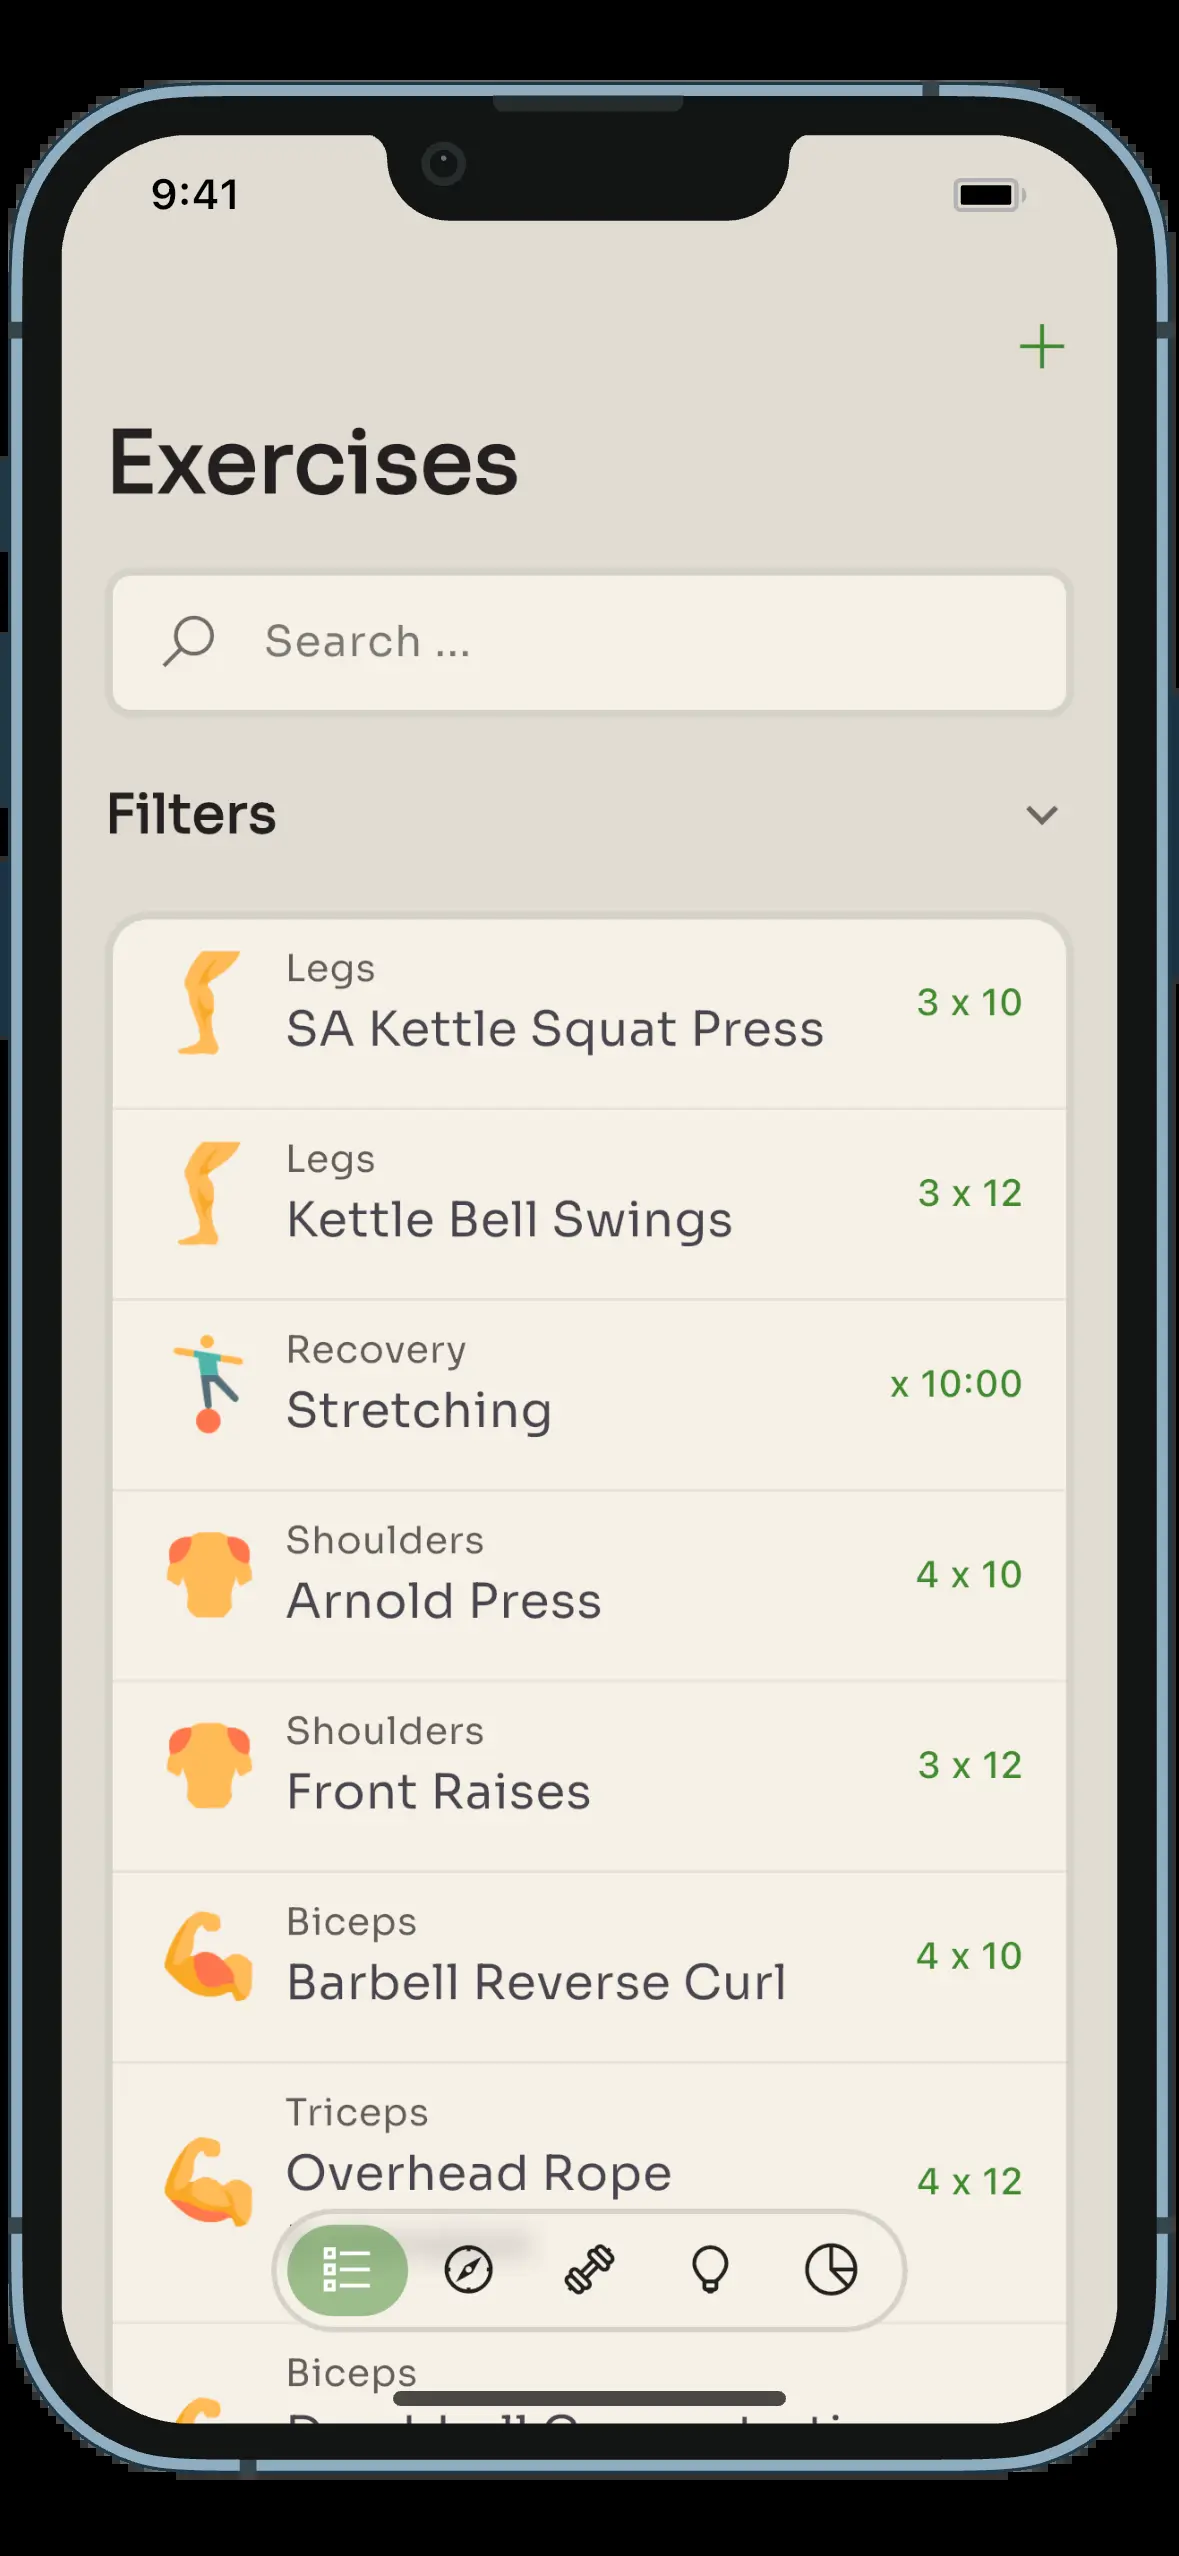 9:41
Exercises
Search ...
Filters
Legs
SA Kettle Squat Press
3 x 10
Legs
Kettle Bell Swings
3 x 12
Recovery
Stretching
x 10:00
Shoulders
Arnold Press
4 x 10
Shoulders
Front Raises
3 x 12
Biceps
Barbell Reverse Curl
4 x 10
Triceps
Overhead Rope
4 x 12
Biceps